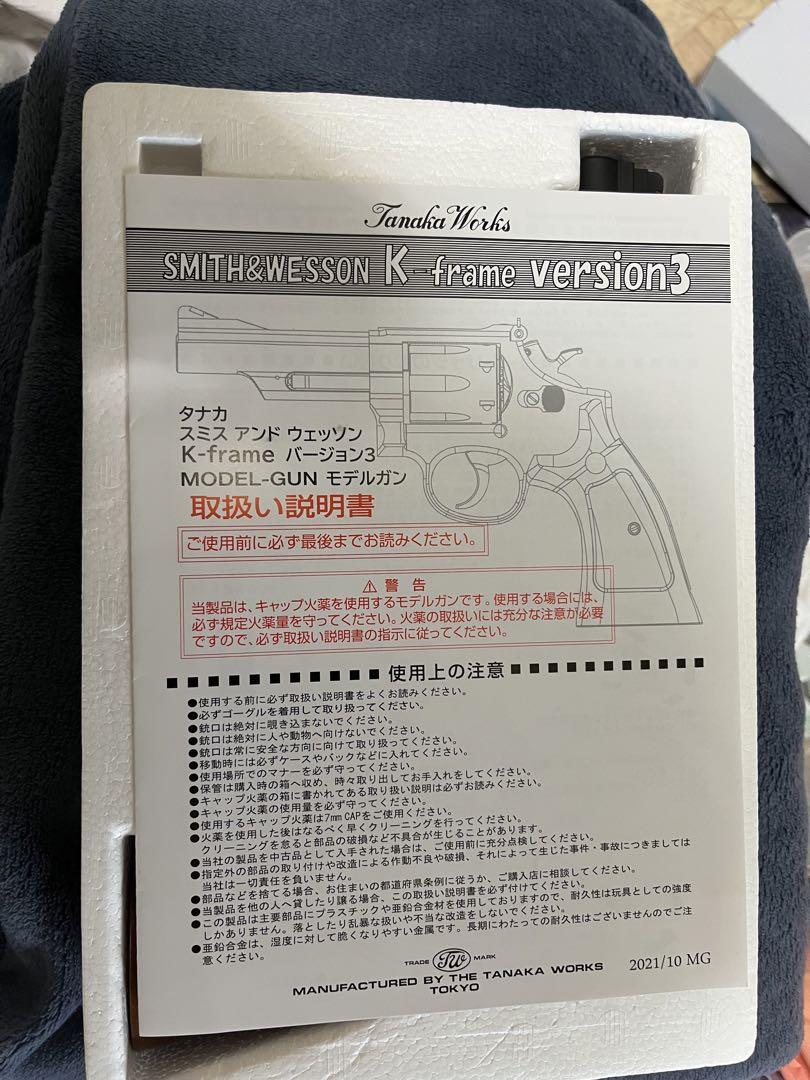 Tanaka Works
SMITH&WESSON K-frame version3
タナカ
スミス アンド ウェッソン
K-frame バージョン3
MODEL-GUN モデルガン
取扱い説明書
ご使用前に必ず最後までお読みください。
⚠ 警 告
当製品は、キャップ火薬を使用するモデルガンです。使用する場合には、
必ず規定火薬量を守ってください。火薬の取扱いには充分な注意が必要
ですので、必ず取扱い説明書の指示に従ってください。
使用上の注意
●使用する前に必ず取扱い説明書をよくお読みください。
●必ずゴーグルを着用して取り扱ってください。
●銃口は絶対に覗き込まないでください。
●銃口は絶対に人や動物へ向けないでください。
●銃口は常に安全な方向に向けて取り扱ってください。
●移動時には必ずケースやバックなどに入れてください。
●使用場所でのマナーを必ず守ってください。
●保管は購入時の箱へ収め、時々取り出してお手入れをしてください。
●キャップ火薬の箱に書かれてある取り扱い説明は必ずお読みください。
●キャップ火薬の使用量を必ず守ってください。
●使用するキャップ火薬は7mm CAPをご使用ください。
●火薬を使用した後はなるべく早くクリーニングを行ってください。
クリーニングを怠ると部品の破損など不具合が生じることがあります。
●当社の製品を中古品として入手された場合は、ご使用前に充分点検してください。
●指定外の部品の取り付けや改造による作動不良や破損、それによって生じた事件・事故につきましては
当社は一切責任を負いません。
●部品などを捨てる場合、お住まいの都道府県条例に従うか、ご購入店に相談してください。
●当製品を他の人へ貸したり譲る場合、この取扱い説明書を必ず付けてください。
●この製品は主要部品にプラスチックや亜鉛合金材を使用しておりますので、耐久性は玩具としての強度
しかありません。落としたり乱暴な扱いや不当な改造をしないでください。
●亜鉛合金は、湿度に対して脆くなりやすい金属です。長期にわたっての耐久性はございませんのでご注
意ください。
TRADE TW MARK
MANUFACTURED BY THE TANAKA WORKS
TOKYO
2021/10 MG